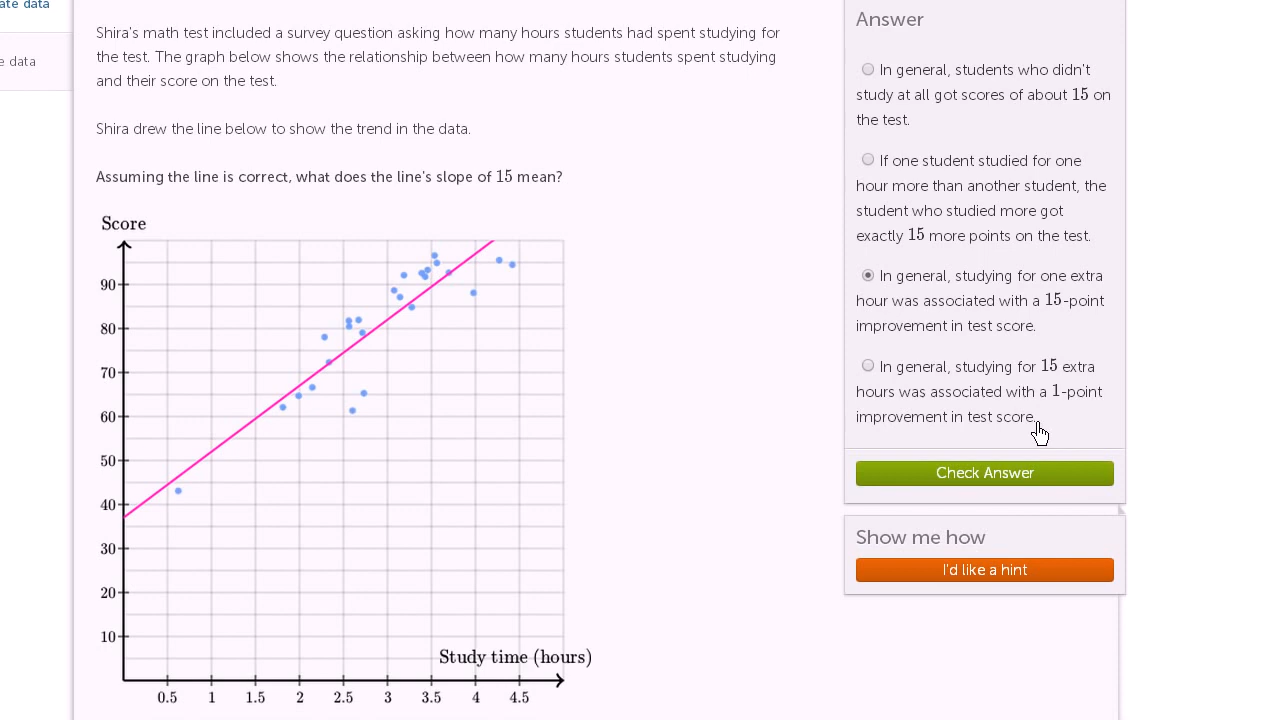 ate data
e data
Shira's math test included a survey question asking how many hours students had spent studying for
the test. The graph below shows the relationship between how many hours students spent studying
and their score on the test.
Shira drew the line below to show the trend in the data.
Assuming the line is correct, what does the line's slope of 15 mean?
Score
90
80
70
60
50
40
30
20
10
Study time (hours)
0.5 1 1.5 2 2.5 3 3.5 4 4.5
Answer
In general, students who didn't
study at all got scores of about 15 on
the test.
If one student studied for one
hour more than another student, the
student who studied more got
exactly 15 more points on the test.
In general, studying for one extra
hour was associated with a 15-point
improvement in test score.
In general, studying for 15 extra
hours was associated with a 1-point
improvement in test score.
Check Answer
Show me how
I'd like a hint